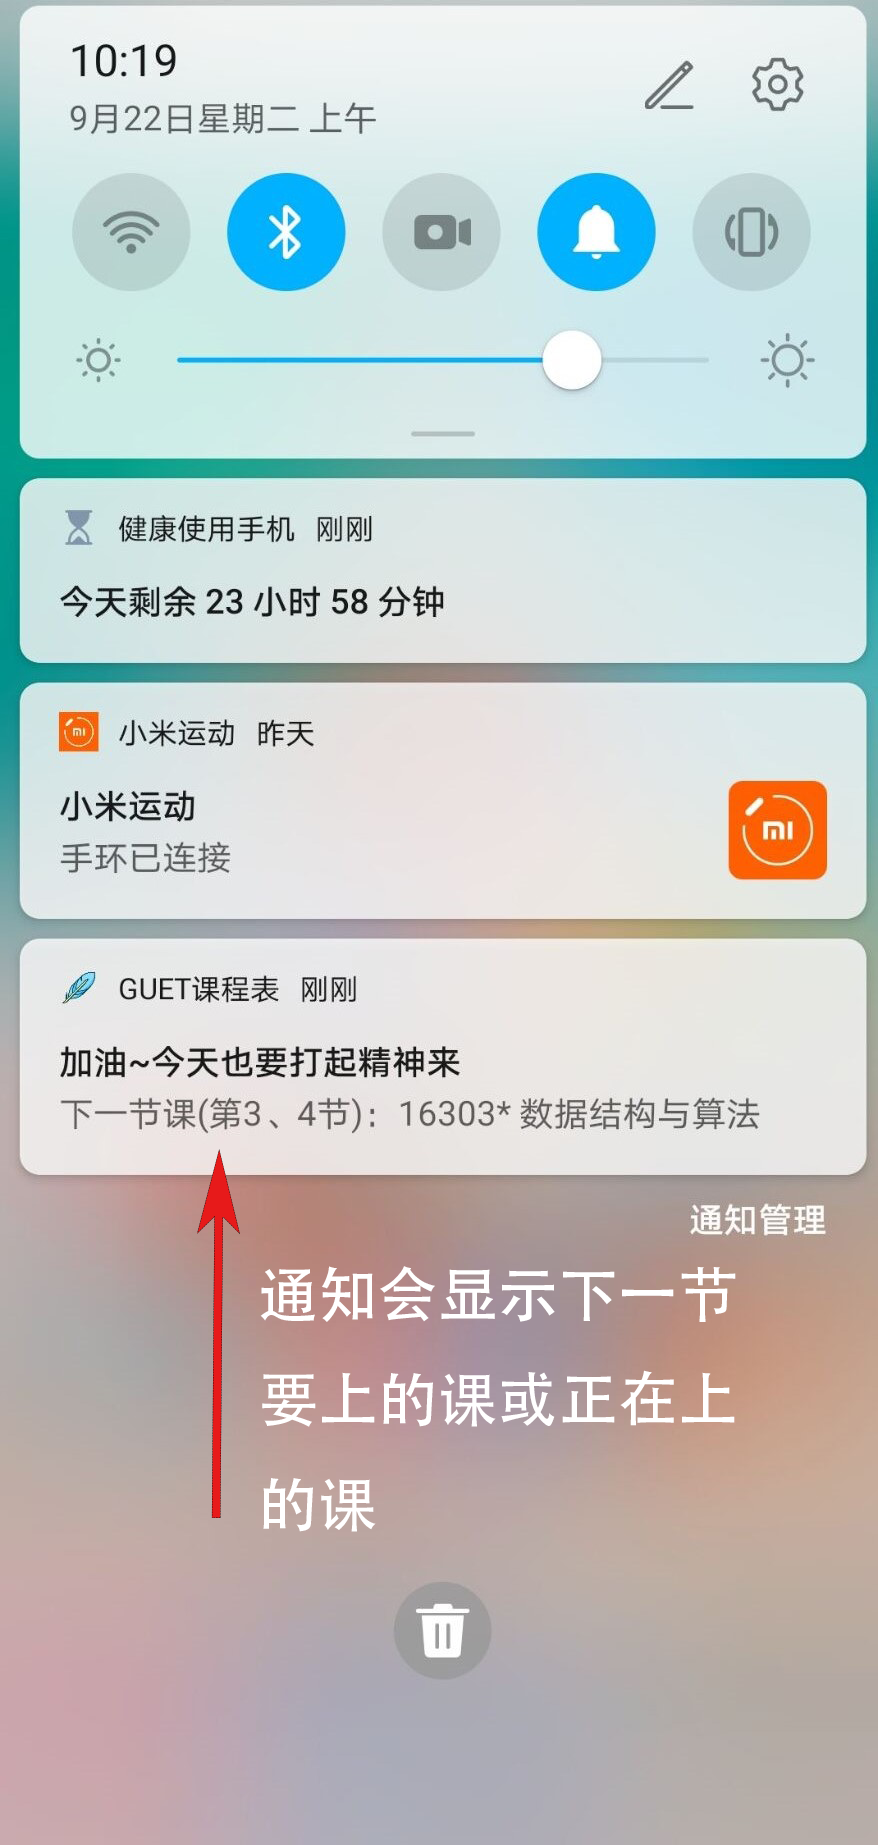 10:19
9月22日星期二 上午
健康使用手机 刚刚
今天剩余 23 小时 58 分钟
小米运动 昨天
小米运动
手环已连接
GUET课程表 刚刚
加油~今天也要打起精神来
下一节课(第3、4节)：16303* 数据结构与算法
通知管理
通知会显示下一节
要上的课或正在上
的课